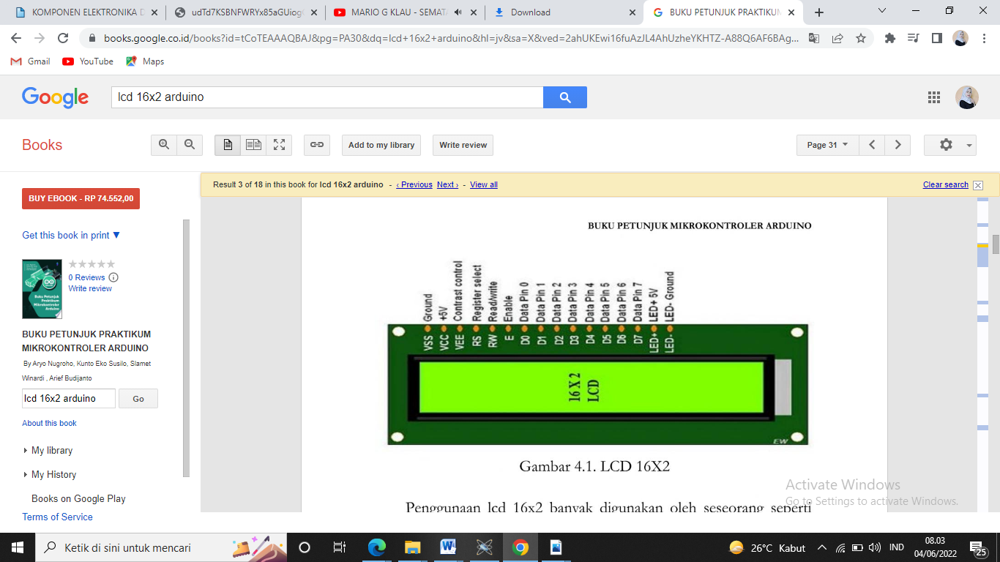 KOMPONEN ELEKTRONIKA D
udTd7KSBNFWRYx85aGUiog
MARIO G KLAU - SEMATA
Download
BUKU PETUNJUK PRAKTIKUM
books.google.co.id/books?id=tCoTEAAAQBAJ&pg=PA30&dq=lcd+16x2+arduino&hl=jv&sa=X&ved=2ahUKEwi16fuAzJL4AhUzheYKHTZ-A88Q6AF6BAg...
Gmail
YouTube
Maps
Google
lcd 16x2 arduino
Books
Add to my library
Write review
Page 31
BUY EBOOK - RP 74.552,00
Get this book in print ▼
0 Reviews
Write review
Buku Petunjuk
Praktikum
Mikrokontroler
Arduino
BUKU PETUNJUK PRAKTIKUM
MIKROKONTROLER ARDUINO
By Aryo Nugroho, Kunto Eko Susilo, Slamet
Winardi , Arief Budijanto
lcd 16x2 arduino
Go
About this book
My library
My History
Books on Google Play
Terms of Service
Result 3 of 18 in this book for lcd 16x2 arduino - ‹ Previous Next › - View all
Clear search
BUKU PETUNJUK MIKROKONTROLER ARDUINO
Ground
+5V
Contrast control
Register select
Read/write
Enable
Data Pin 0
Data Pin 1
Data Pin 2
Data Pin 3
Data Pin 4
Data Pin 5
Data Pin 6
Data Pin 7
LED+ 5V
LED- Ground
VSS
VCC
VEE
RS
RW
E
D0
D1
D2
D3
D4
D5
D6
D7
LED+
LED-
16 X 2
LCD
EW
Gambar 4.1. LCD 16X2
Penggunaan lcd 16x2 banyak digunakan oleh seseorang seperti
Activate Windows
Go to Settings to activate Windows.
Ketik di sini untuk mencari
26°C Kabut
IND
08.03
04/06/2022
25